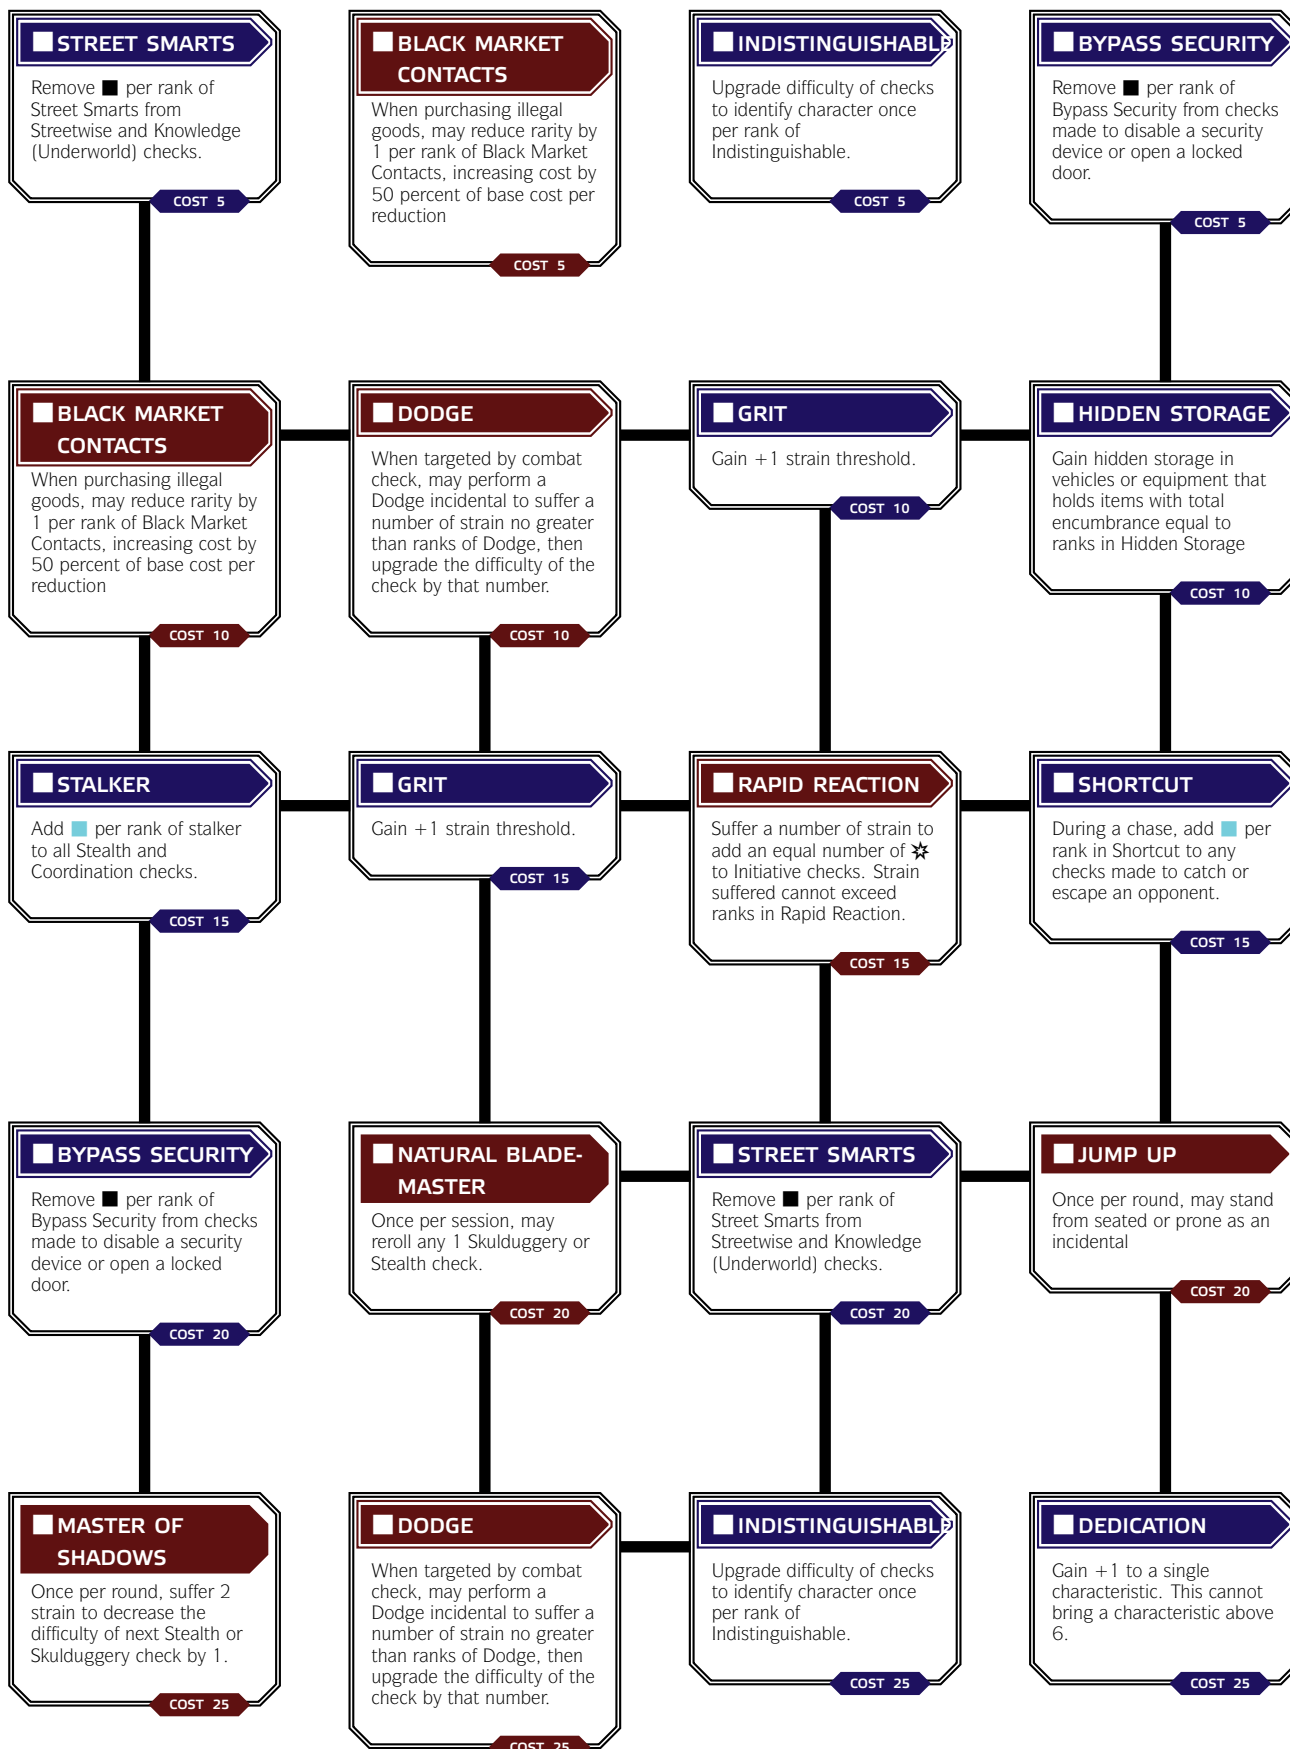 STREET SMARTS
Remove ■ per rank of
Street Smarts from
Streetwise and Knowledge
(Underworld) checks.
COST 5
BLACK MARKET
CONTACTS
When purchasing illegal
goods, may reduce rarity by
1 per rank of Black Market
Contacts, increasing cost by
50 percent of base cost per
reduction
COST 5
INDISTINGUISHABLE
Upgrade difficulty of checks
to identify character once
per rank of
Indistinguishable.
COST 5
BYPASS SECURITY
Remove ■ per rank of
Bypass Security from checks
made to disable a security
device or open a locked
door.
COST 5
BLACK MARKET
CONTACTS
When purchasing illegal
goods, may reduce rarity by
1 per rank of Black Market
Contacts, increasing cost by
50 percent of base cost per
reduction
COST 10
DODGE
When targeted by combat
check, may perform a
Dodge incidental to suffer a
number of strain no greater
than ranks of Dodge, then
upgrade the difficulty of the
check by that number.
COST 10
GRIT
Gain +1 strain threshold.
COST 10
HIDDEN STORAGE
Gain hidden storage in
vehicles or equipment that
holds items with total
encumbrance equal to
ranks in Hidden Storage
COST 10
STALKER
Add ■ per rank of stalker
to all Stealth and
Coordination checks.
COST 15
GRIT
Gain +1 strain threshold.
COST 15
RAPID REACTION
Suffer a number of strain to
add an equal number of
to Initiative checks. Strain
suffered cannot exceed
ranks in Rapid Reaction.
COST 15
SHORTCUT
During a chase, add ■ per
rank in Shortcut to any
checks made to catch or
escape an opponent.
COST 15
BYPASS SECURITY
Remove ■ per rank of
Bypass Security from checks
made to disable a security
device or open a locked
door.
COST 20
NATURAL BLADE-
MASTER
Once per session, may
reroll any 1 Skulduggery or
Stealth check.
COST 20
STREET SMARTS
Remove ■ per rank of
Street Smarts from
Streetwise and Knowledge
(Underworld) checks.
COST 20
JUMP UP
Once per round, may stand
from seated or prone as an
incidental
COST 20
MASTER OF
SHADOWS
Once per round, suffer 2
strain to decrease the
difficulty of next Stealth or
Skulduggery check by 1.
COST 25
DODGE
When targeted by combat
check, may perform a
Dodge incidental to suffer a
number of strain no greater
than ranks of Dodge, then
upgrade the difficulty of the
check by that number.
COST 25
INDISTINGUISHABLE
Upgrade difficulty of checks
to identify character once
per rank of
Indistinguishable.
COST 25
DEDICATION
Gain +1 to a single
characteristic. This cannot
bring a characteristic above
6.
COST 25